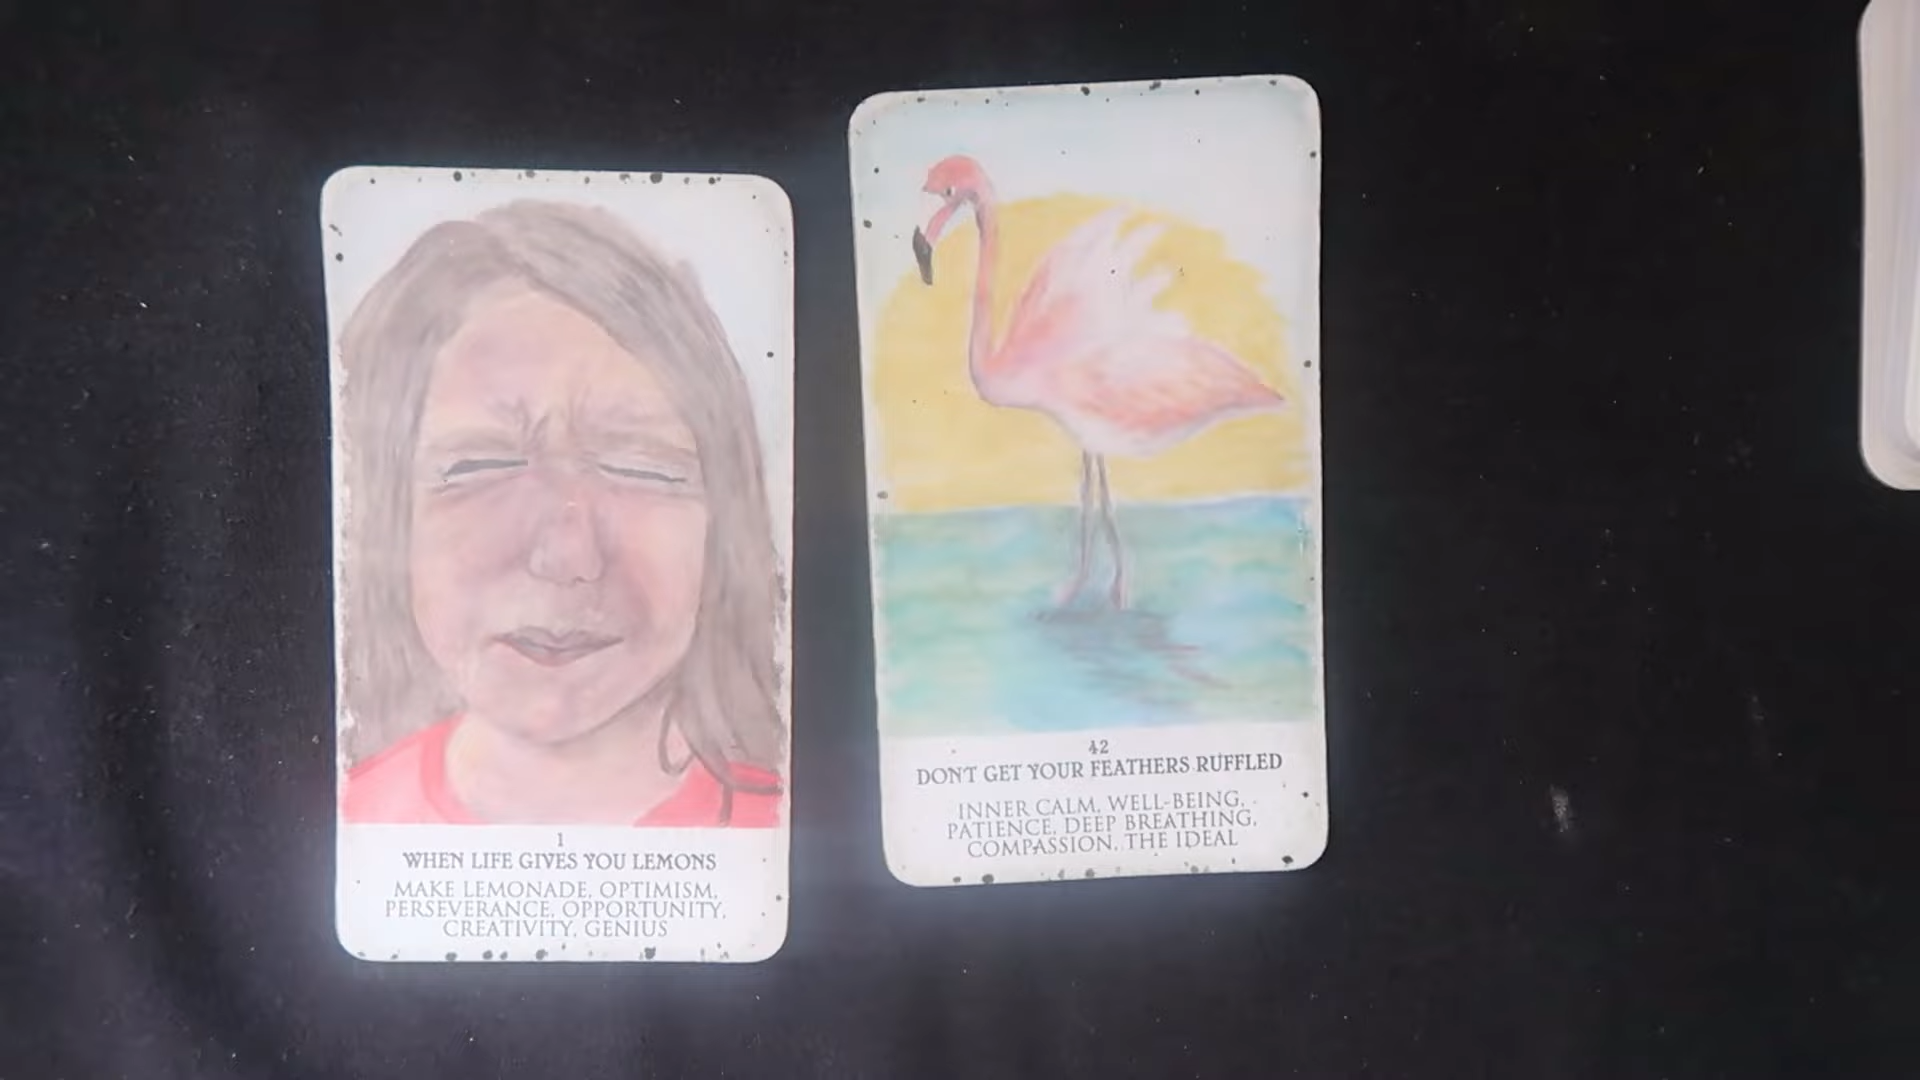 1
WHEN LIFE GIVES YOU LEMONS
MAKE LEMONADE, OPTIMISM,
PERSEVERANCE, OPPORTUNITY,
CREATIVITY, GENIUS
42
DON'T GET YOUR FEATHERS RUFFLED
INNER CALM, WELL-BEING,
PATIENCE, DEEP BREATHING,
COMPASSION, THE IDEAL